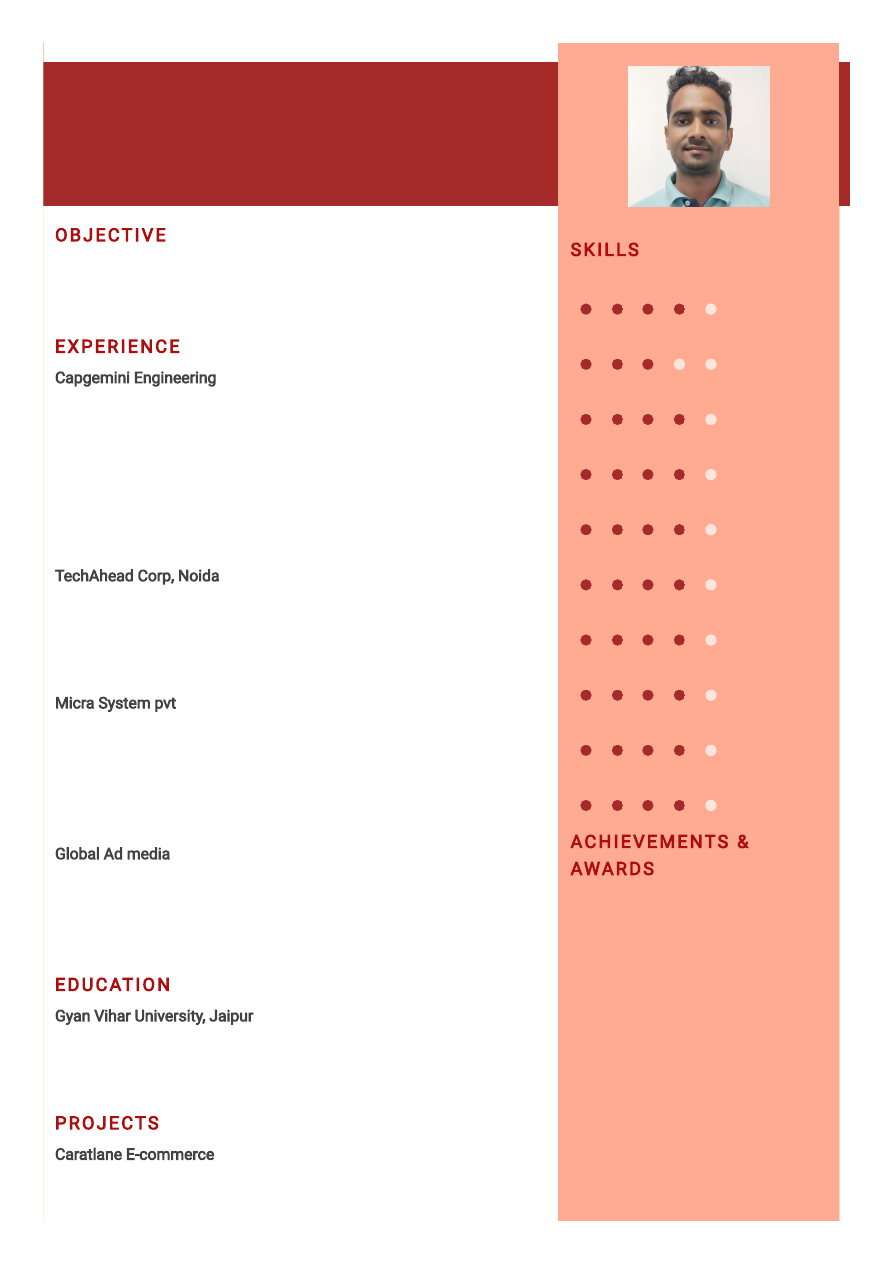 OBJECTIVE
EXPERIENCE
Capgemini Engineering
TechAhead Corp, Noida
Micra System pvt
Global Ad media
EDUCATION
Gyan Vihar University, Jaipur
PROJECTS
Caratlane E-commerce
SKILLS
ACHIEVEMENTS &
AWARDS